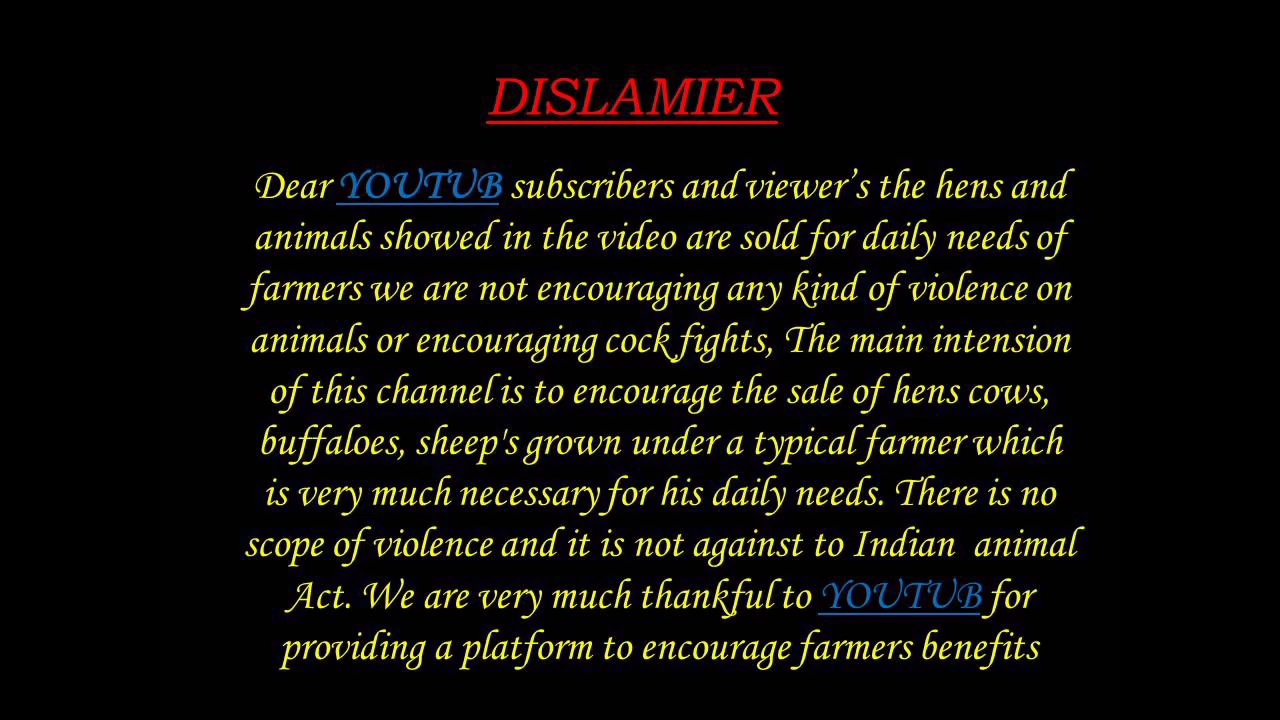 DISLAMIER
Dear YOUTUB subscribers and viewer’s the hens and
animals showed in the video are sold for daily needs of
farmers we are not encouraging any kind of violence on
animals or encouraging cock fights, The main intension
of this channel is to encourage the sale of hens cows,
buffaloes, sheep's grown under a typical farmer which
is very much necessary for his daily needs. There is no
scope of violence and it is not against to Indian  animal
Act. We are very much thankful to YOUTUB for
providing a platform to encourage farmers benefits